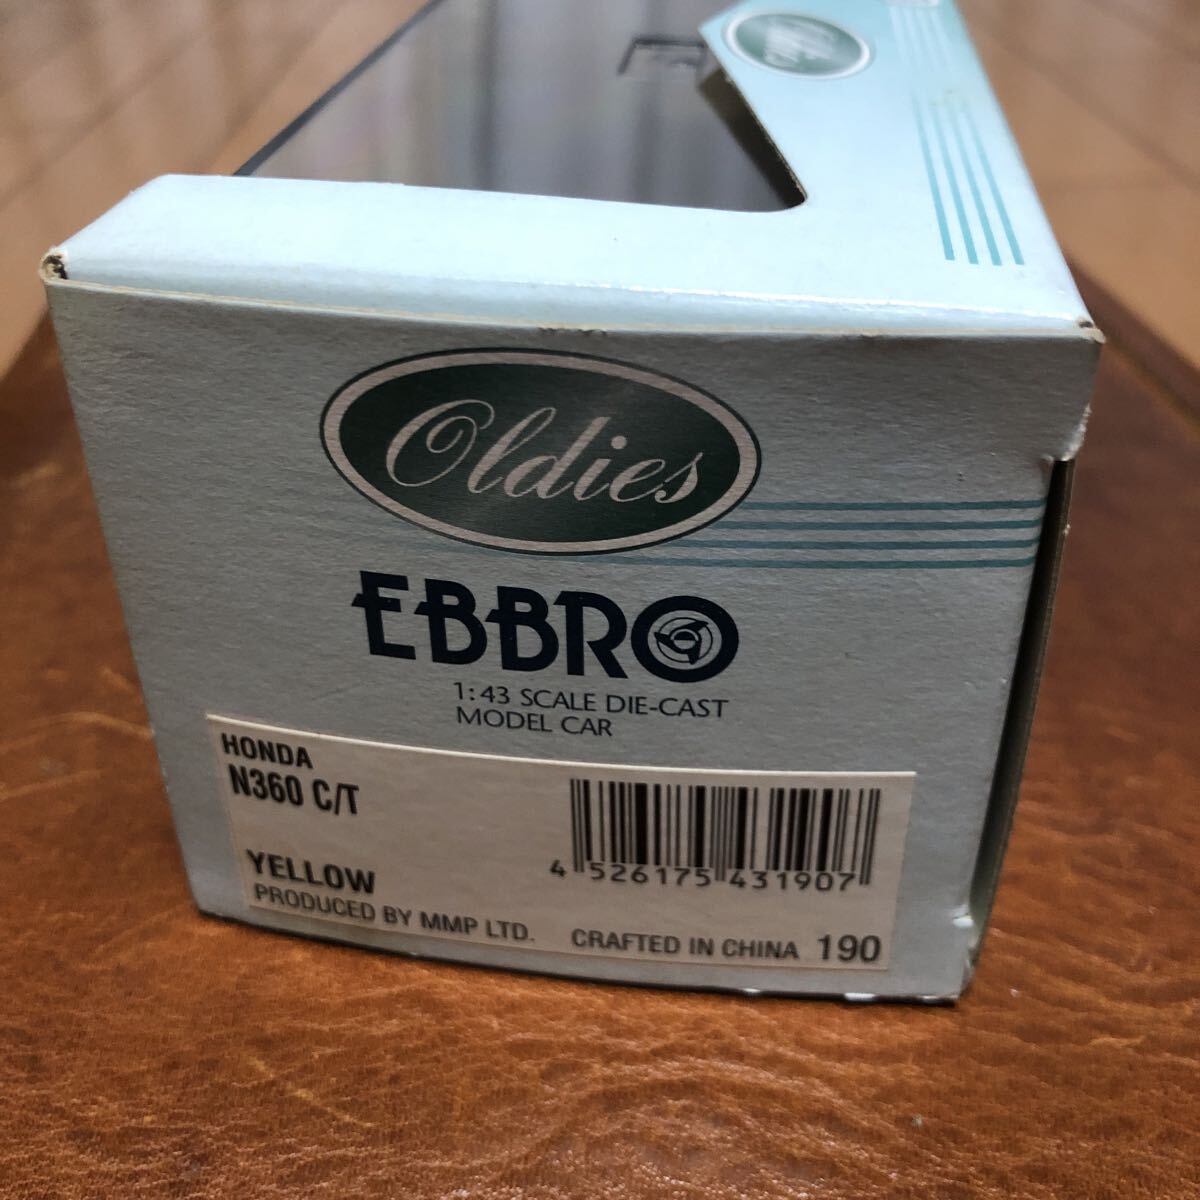 Oldies
Oldies
EBBRO
1:43 SCALE DIE-CAST
MODEL CAR
HONDA
N360 C/T
YELLOW
4 526175 431907
PRODUCED BY MMP LTD. CRAFTED IN CHINA 190